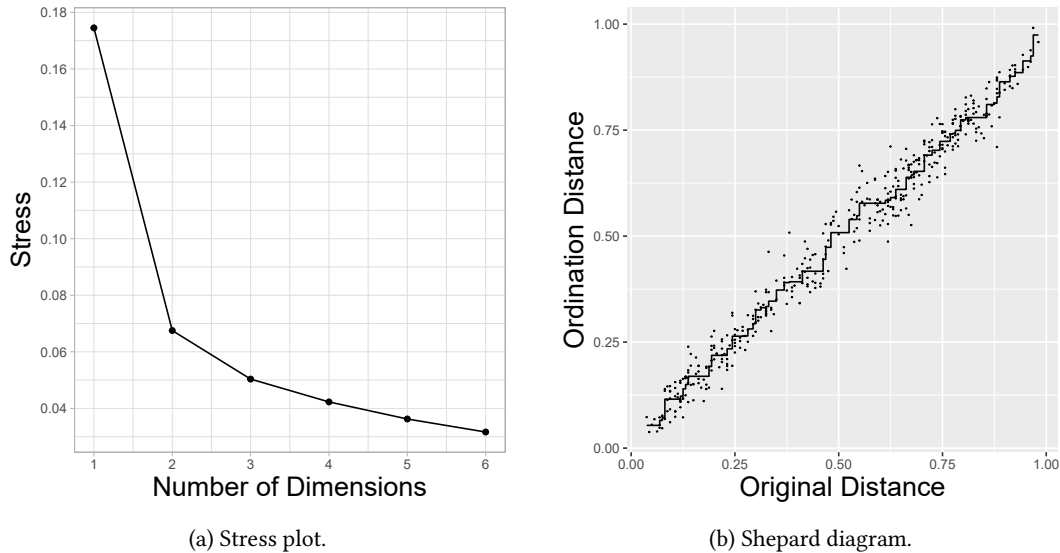 0.18
0.16
0.14
0.12
0.10
0.08
0.06
0.04
Stress
1 2 3 4 5 6
Number of Dimensions
(a) Stress plot.
1.00
0.75
0.50
0.25
0.00
Ordination Distance
0.00 0.25 0.50 0.75 1.00
Original Distance
(b) Shepard diagram.